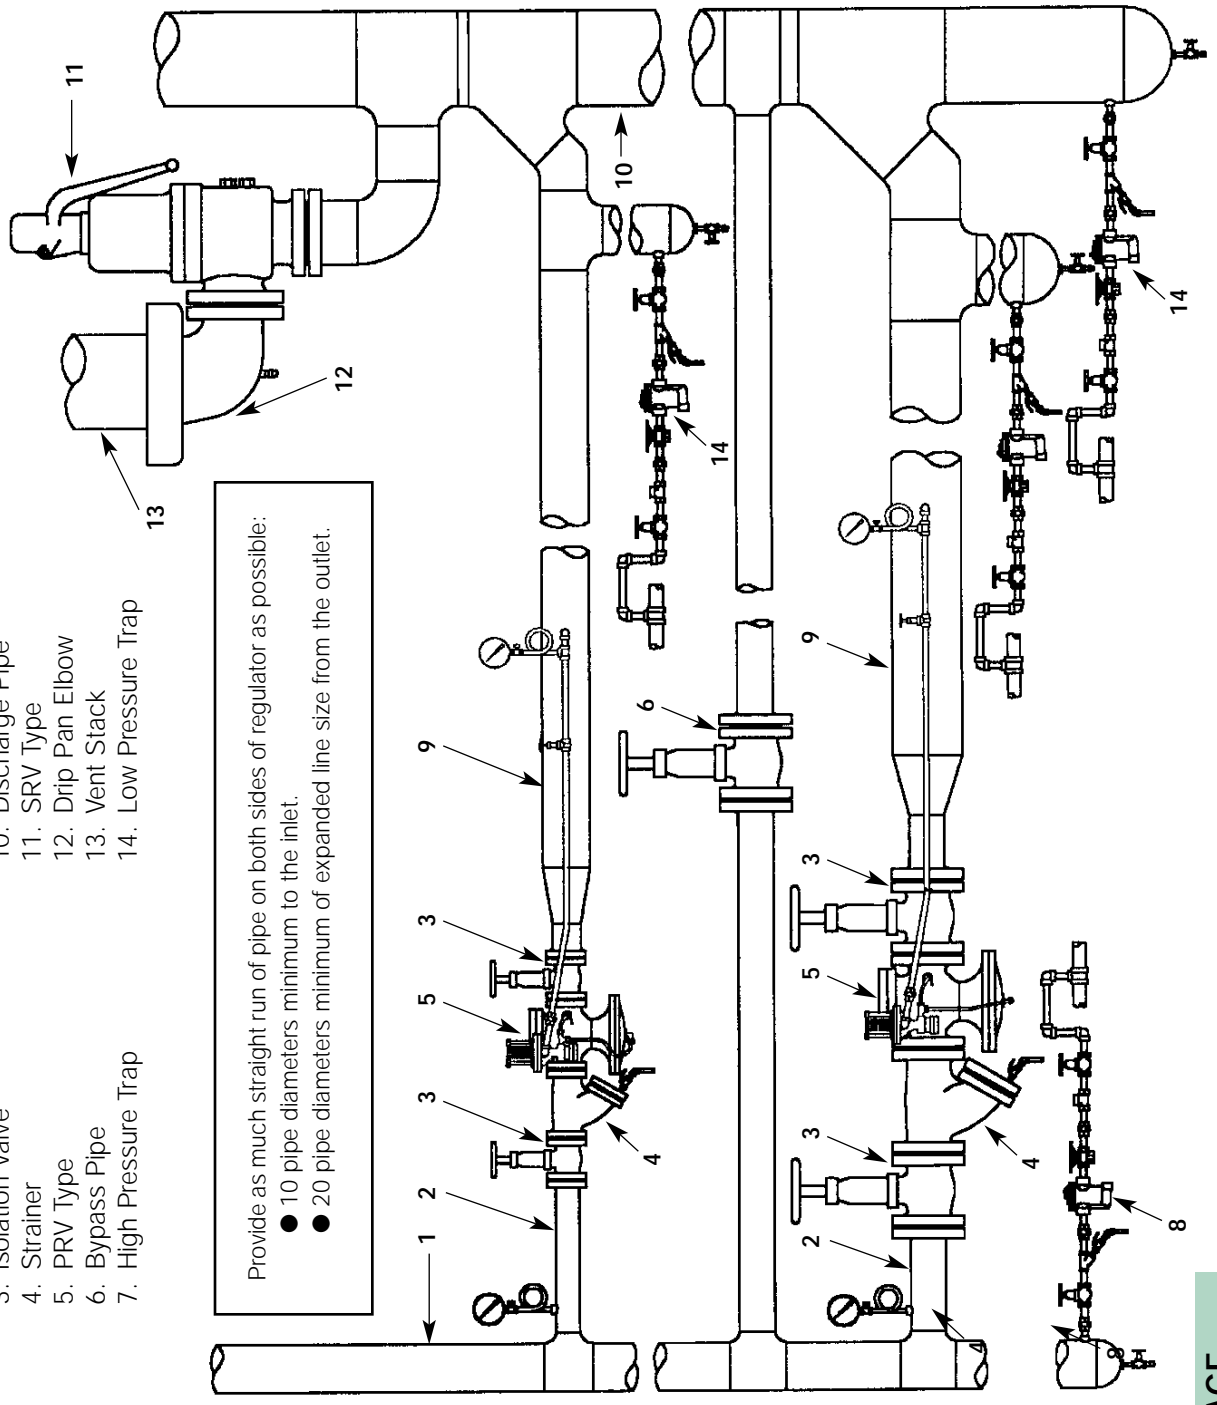 3. Isolation Valve
4. Strainer
5. PRV Type
6. Bypass Pipe
7. High Pressure Trap
10. Discharge Pipe
11. SRV Type
12. Drip Pan Elbow
13. Vent Stack
14. Low Pressure Trap
Provide as much straight run of pipe on both sides of regulator as possible:
● 10 pipe diameters minimum to the inlet.
● 20 pipe diameters minimum of expanded line size from the outlet.
1
2
3
4
5
3
9
10
11
12
13
14
6
2
3
4
5
3
9
14
4
8
8